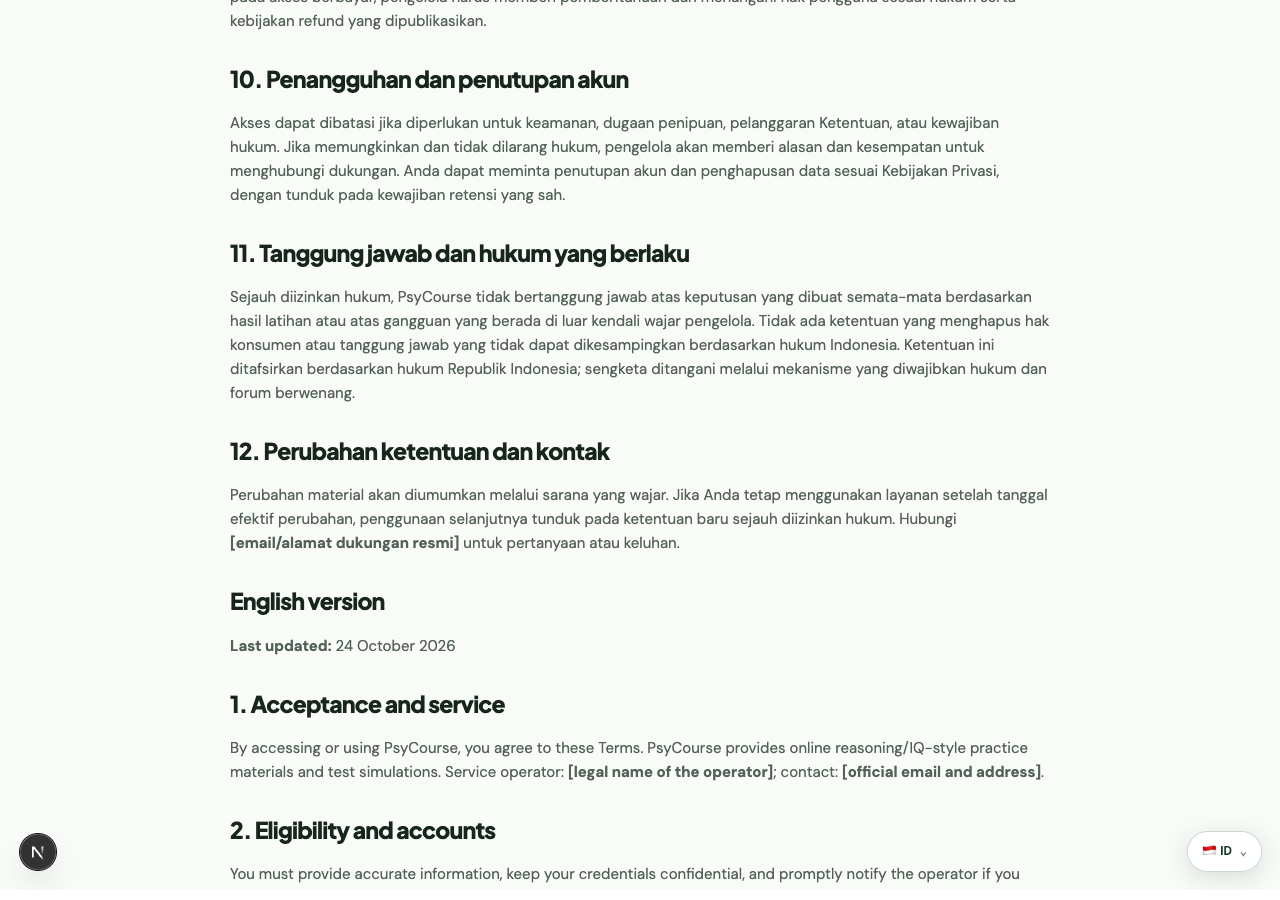 kebijakan refund yang dipublikasikan.
10. Penangguhan dan penutupan akun
Akses dapat dibatasi jika diperlukan untuk keamanan, dugaan penipuan, pelanggaran Ketentuan, atau kewajiban
hukum. Jika memungkinkan dan tidak dilarang hukum, pengelola akan memberi alasan dan kesempatan untuk
menghubungi dukungan. Anda dapat meminta penutupan akun dan penghapusan data sesuai Kebijakan Privasi,
dengan tunduk pada kewajiban retensi yang sah.
11. Tanggung jawab dan hukum yang berlaku
Sejauh diizinkan hukum, PsyCourse tidak bertanggung jawab atas keputusan yang dibuat semata-mata berdasarkan
hasil latihan atau atas gangguan yang berada di luar kendali wajar pengelola. Tidak ada ketentuan yang menghapus hak
konsumen atau tanggung jawab yang tidak dapat dikesampingkan berdasarkan hukum Indonesia. Ketentuan ini
ditafsirkan berdasarkan hukum Republik Indonesia; sengketa ditangani melalui mekanisme yang diwajibkan hukum dan
forum berwenang.
12. Perubahan ketentuan dan kontak
Perubahan material akan diumumkan melalui sarana yang wajar. Jika Anda tetap menggunakan layanan setelah tanggal
efektif perubahan, penggunaan selanjutnya tunduk pada ketentuan baru sejauh diizinkan hukum. Hubungi
[email/alamat dukungan resmi] untuk pertanyaan atau keluhan.
English version
Last updated: 24 October 2026
1. Acceptance and service
By accessing or using PsyCourse, you agree to these Terms. PsyCourse provides online reasoning/IQ-style practice
materials and test simulations. Service operator: [legal name of the operator]; contact: [official email and address].
2. Eligibility and accounts
You must provide accurate information, keep your credentials confidential, and promptly notify the operator if you
N
ID